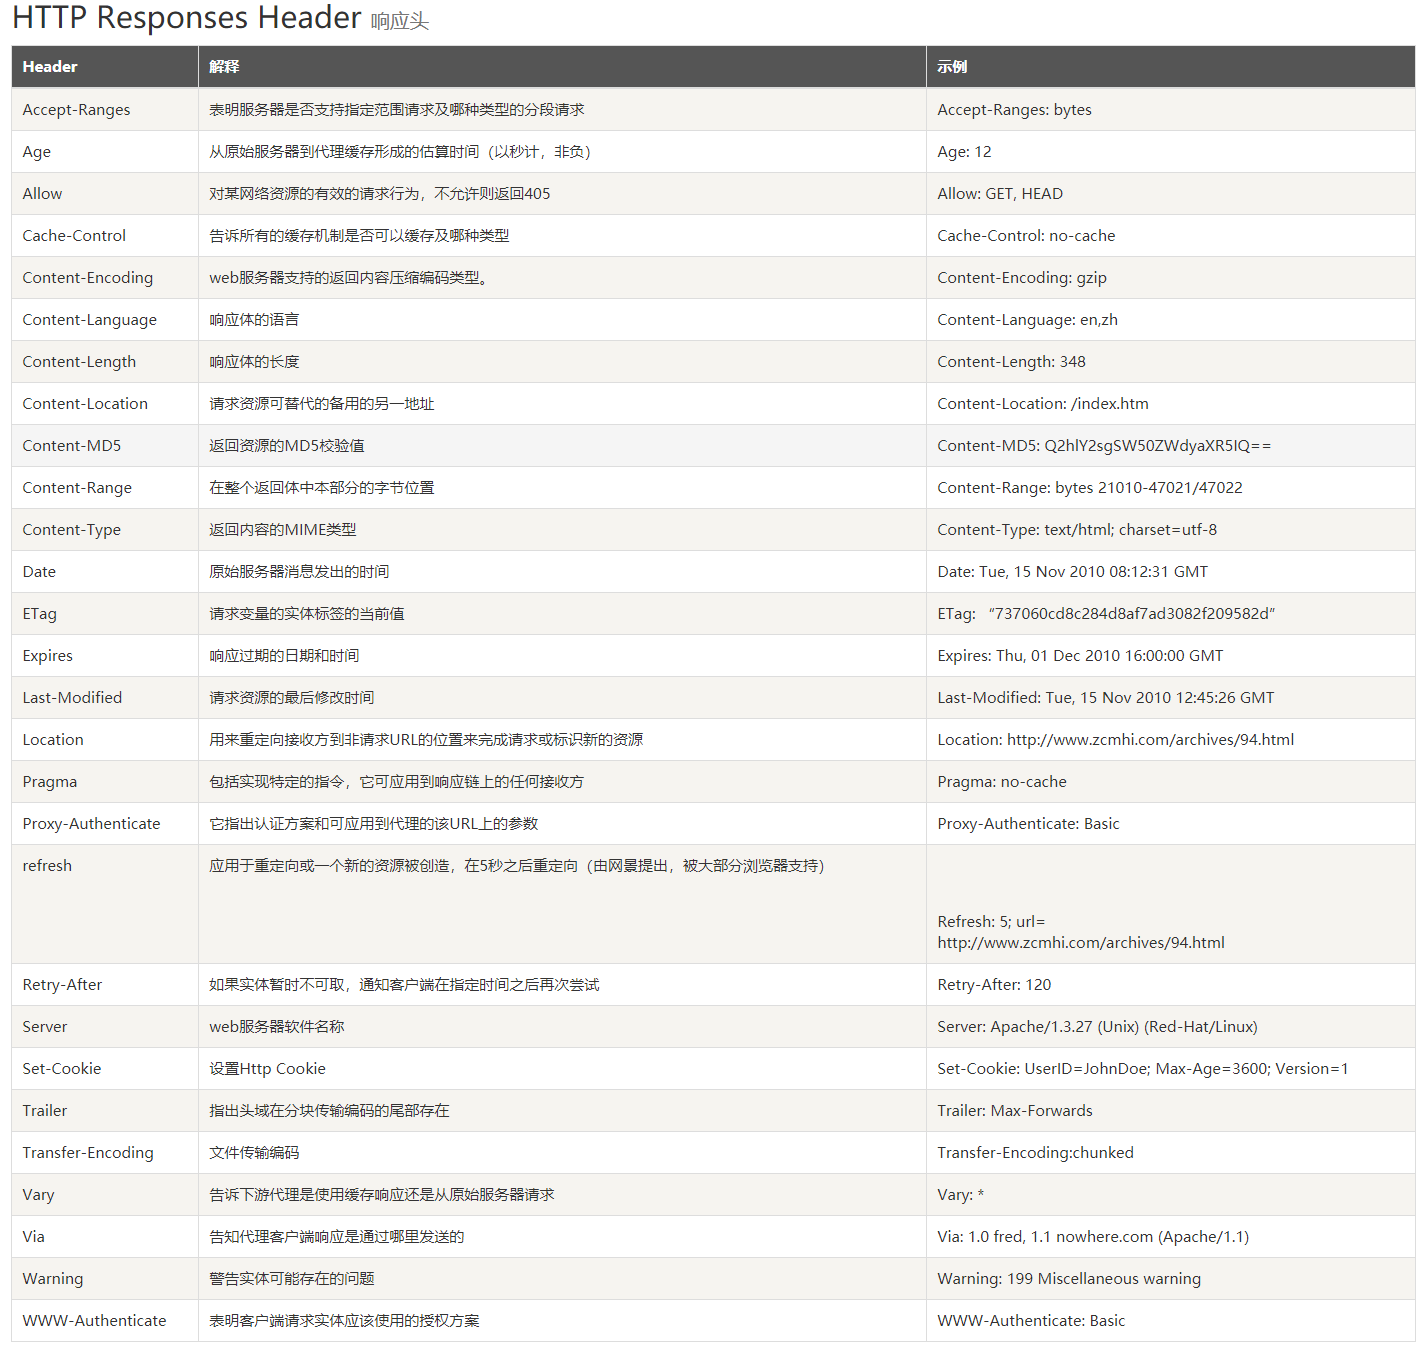 HTTP Responses Header 响应头
Header 解释 示例
Accept-Ranges 表明服务器是否支持指定范围请求及哪种类型的分段请求 Accept-Ranges: bytes
Age 从原始服务器到代理缓存形成的估算时间（以秒计，非负） Age: 12
Allow 对某网络资源的有效的请求行为，不允许则返回405 Allow: GET, HEAD
Cache-Control 告诉所有的缓存机制是否可以缓存及哪种类型 Cache-Control: no-cache
Content-Encoding web服务器支持的返回内容压缩编码类型。 Content-Encoding: gzip
Content-Language 响应体的语言 Content-Language: en,zh
Content-Length 响应体的长度 Content-Length: 348
Content-Location 请求资源可替代的备用的另一地址 Content-Location: /index.htm
Content-MD5 返回资源的MD5校验值 Content-MD5: Q2hlY2sgSW50ZWdyaXR5IQ==
Content-Range 在整个返回体中本部分的字节位置 Content-Range: bytes 21010-47021/47022
Content-Type 返回内容的MIME类型 Content-Type: text/html; charset=utf-8
Date 原始服务器消息发出的时间 Date: Tue, 15 Nov 2010 08:12:31 GMT
ETag 请求变量的实体标签的当前值 ETag: “737060cd8c284d8af7ad3082f209582d”
Expires 响应过期的日期和时间 Expires: Thu, 01 Dec 2010 16:00:00 GMT
Last-Modified 请求资源的最后修改时间 Last-Modified: Tue, 15 Nov 2010 12:45:26 GMT
Location 用来重定向接收方到非请求URL的位置来完成请求或标识新的资源 Location: http://www.zcmhi.com/archives/94.html
Pragma 包括实现特定的指令，它可应用到响应链上的任何接收方 Pragma: no-cache
Proxy-Authenticate 它指出认证方案和可应用到代理的该URL上的参数 Proxy-Authenticate: Basic
refresh 应用于重定向或一个新的资源被创造，在5秒之后重定向（由网景提出，被大部分浏览器支持）
Refresh: 5; url=
http://www.zcmhi.com/archives/94.html
Retry-After 如果实体暂时不可取，通知客户端在指定时间之后再次尝试 Retry-After: 120
Server web服务器软件名称 Server: Apache/1.3.27 (Unix) (Red-Hat/Linux)
Set-Cookie 设置Http Cookie Set-Cookie: UserID=JohnDoe; Max-Age=3600; Version=1
Trailer 指出头域在分块传输编码的尾部存在 Trailer: Max-Forwards
Transfer-Encoding 文件传输编码 Transfer-Encoding:chunked
Vary 告诉下游代理是使用缓存响应还是从原始服务器请求 Vary: *
Via 告知代理客户端响应是通过哪里发送的 Via: 1.0 fred, 1.1 nowhere.com (Apache/1.1)
Warning 警告实体可能存在的问题 Warning: 199 Miscellaneous warning
WWW-Authenticate 表明客户端请求实体应该使用的授权方案 WWW-Authenticate: Basic